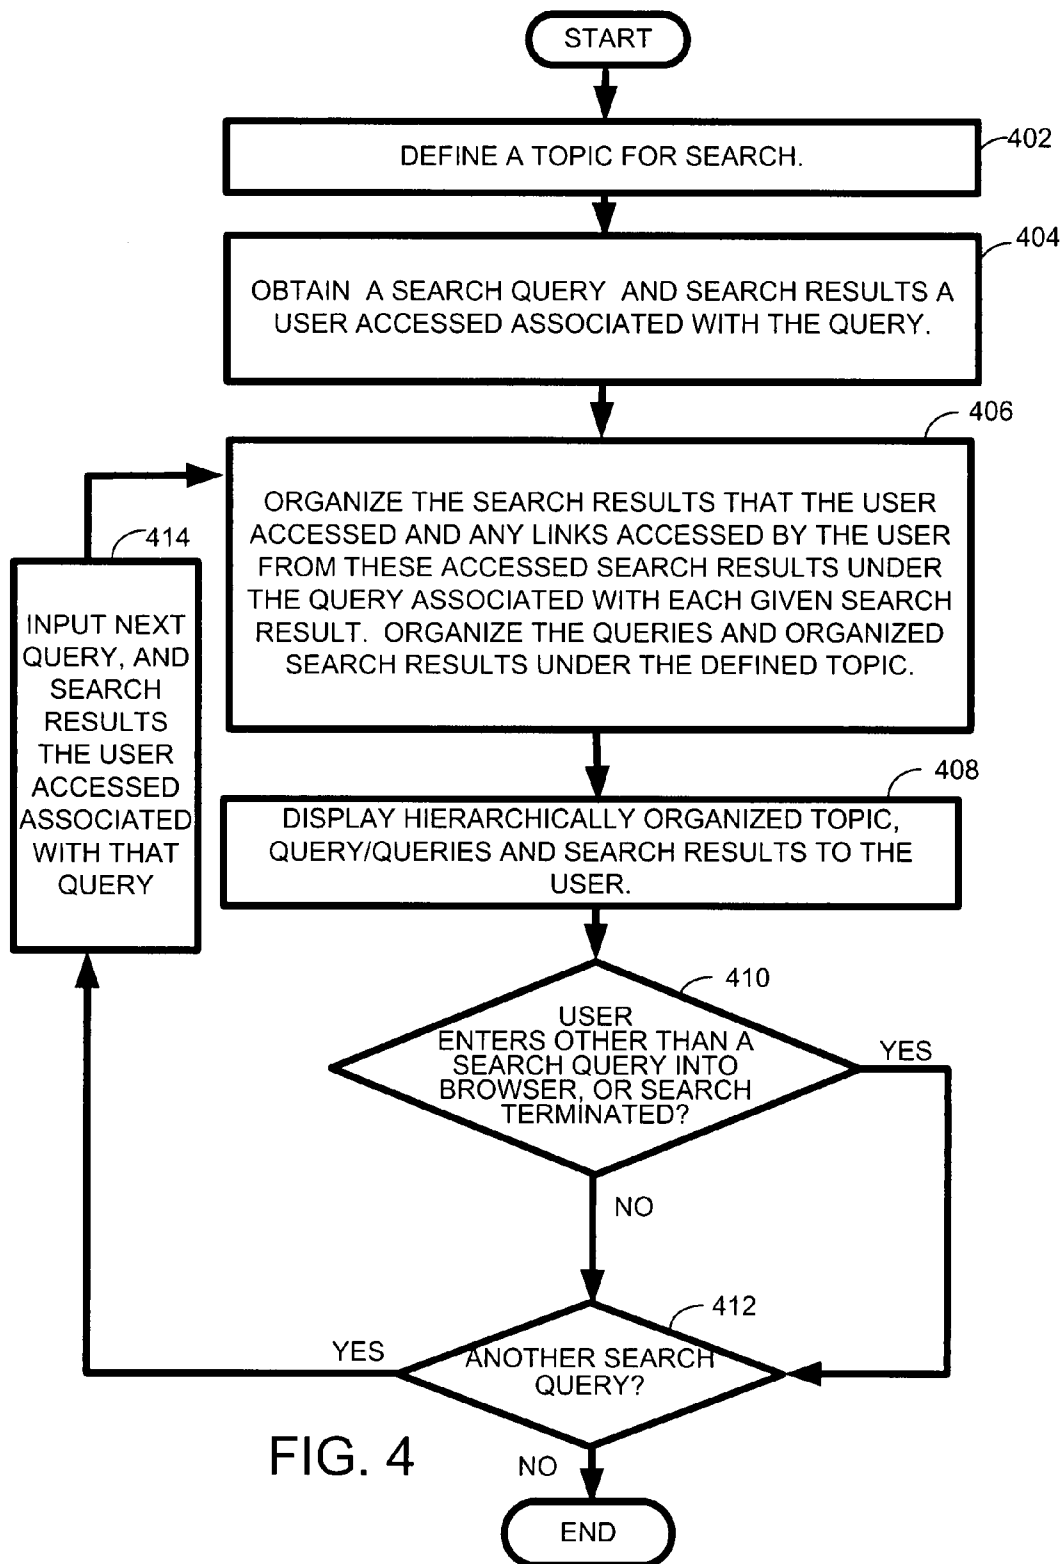 START
402
DEFINE A TOPIC FOR SEARCH.
404
OBTAIN A SEARCH QUERY AND SEARCH RESULTS A
USER ACCESSED ASSOCIATED WITH THE QUERY.
406
ORGANIZE THE SEARCH RESULTS THAT THE USER
ACCESSED AND ANY LINKS ACCESSED BY THE USER
FROM THESE ACCESSED SEARCH RESULTS UNDER
THE QUERY ASSOCIATED WITH EACH GIVEN SEARCH
RESULT. ORGANIZE THE QUERIES AND ORGANIZED
SEARCH RESULTS UNDER THE DEFINED TOPIC.
414
INPUT NEXT
QUERY, AND
SEARCH
RESULTS
THE USER
ACCESSED
ASSOCIATED
WITH THAT
QUERY
408
DISPLAY HIERARCHICALLY ORGANIZED TOPIC,
QUERY/QUERIES AND SEARCH RESULTS TO THE
USER.
410
USER
ENTERS OTHER THAN A
SEARCH QUERY INTO
BROWSER, OR SEARCH
TERMINATED?
YES
NO
412
YES
ANOTHER SEARCH
QUERY?
FIG. 4
NO
END